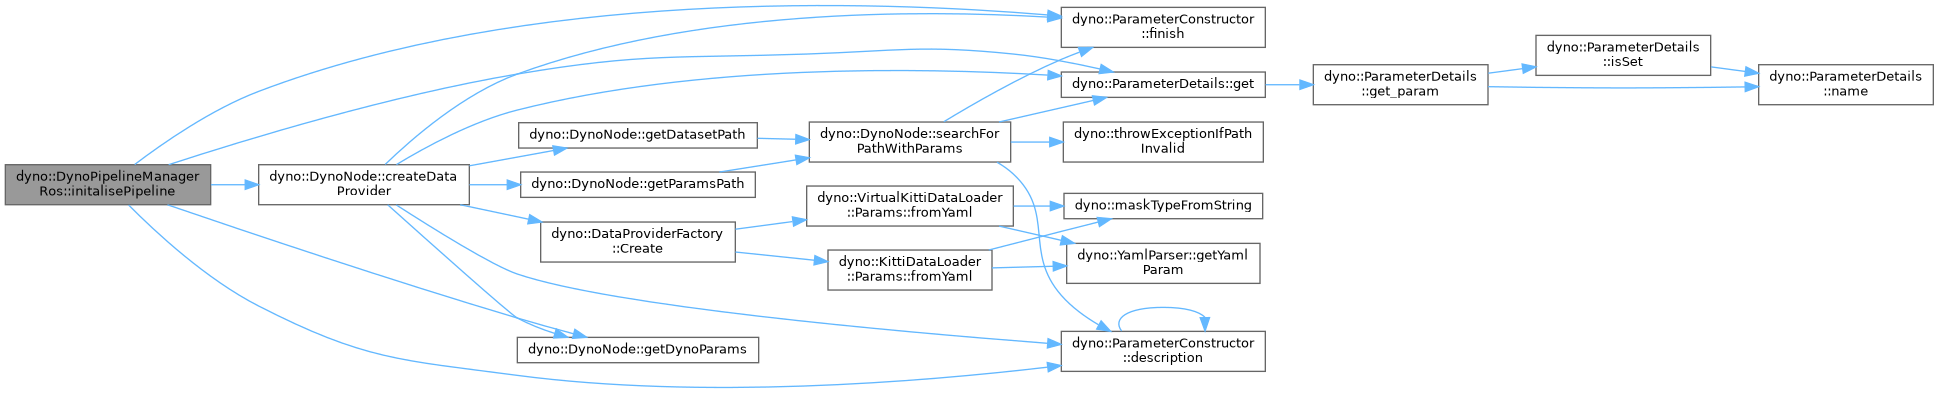 dyno::DynoPipelineManager
Ros::initalisePipeline
dyno::DynoNode::createData
Provider
dyno::DynoNode::getDatasetPath
dyno::DynoNode::getParamsPath
dyno::DataProviderFactory
::Create
dyno::DynoNode::getDynoParams
dyno::DynoNode::searchFor
PathWithParams
dyno::VirtualKittiDataLoader
::Params::fromYaml
dyno::KittiDataLoader
::Params::fromYaml
dyno::ParameterConstructor
::finish
dyno::ParameterDetails::get
dyno::throwExceptionIfPath
Invalid
dyno::maskTypeFromString
dyno::YamlParser::getYaml
Param
dyno::ParameterConstructor
::description
dyno::ParameterDetails
::get_param
dyno::ParameterDetails
::isSet
dyno::ParameterDetails
::name